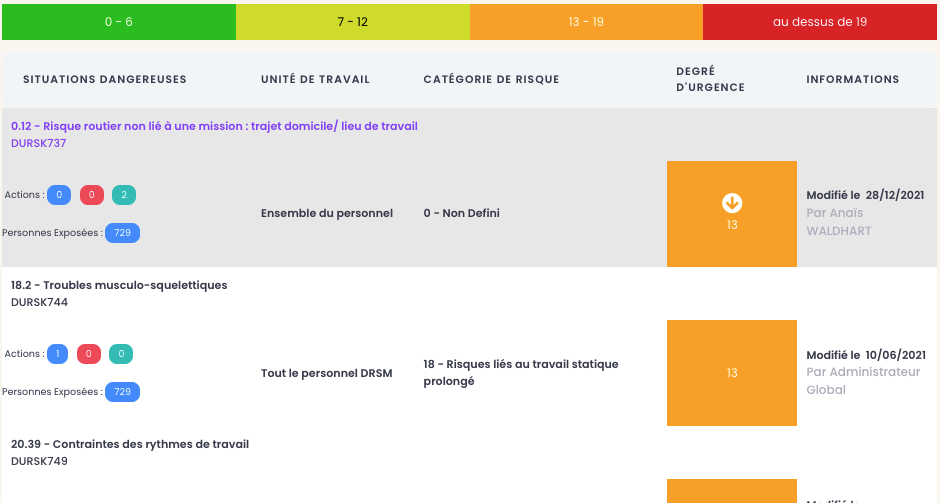 0 - 6
7 - 12
13 - 19
au dessus de 19
SITUATIONS DANGEREUSES
UNITÉ DE TRAVAIL
CATÉGORIE DE RISQUE
DEGRÉ
D'URGENCE
INFORMATIONS
0.12 - Risque routier non lié à une mission : trajet domicile/ lieu de travail
DURSK737
Actions : 0 0 2
Personnes Exposées : 729
Ensemble du personnel
0 - Non Defini
13
Modifié le 28/12/2021
Par Anaïs
WALDHART
18.2 - Troubles musculo-squelettiques
DURSK744
Actions : 1 0 0
Personnes Exposées : 729
Tout le personnel DRSM
18 - Risques liés au travail statique
prolongé
13
Modifié le 10/06/2021
Par Administrateur
Global
20.39 - Contraintes des rythmes de travail
DURSK749